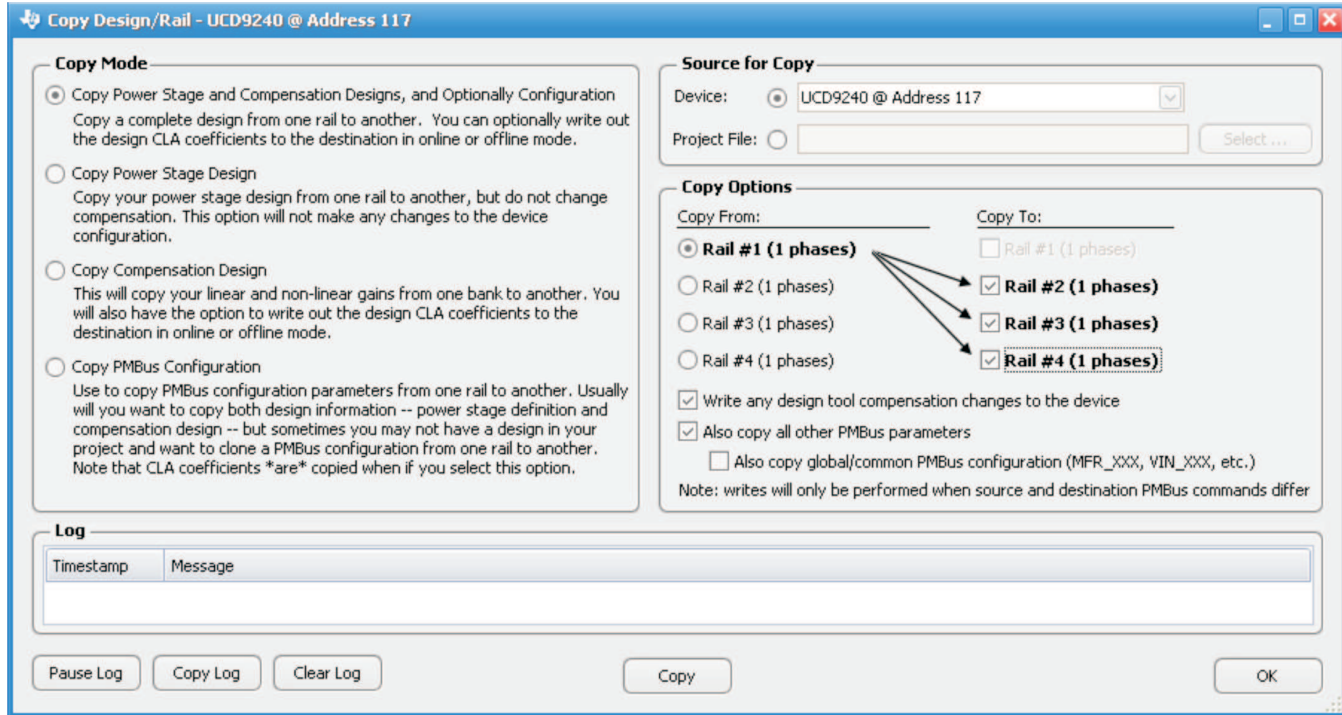 Copy Design/Rail - UCD9240 @ Address 117
Copy Mode
Copy Power Stage and Compensation Designs, and Optionally Configuration
Copy a complete design from one rail to another. You can optionally write out
the design CLA coefficients to the destination in online or offline mode.
Copy Power Stage Design
Copy your power stage design from one rail to another, but do not change
compensation. This option will not make any changes to the device
configuration.
Copy Compensation Design
This will copy your linear and non-linear gains from one bank to another. You
will also have the option to write out the design CLA coefficients to the
destination in online or offline mode.
Copy PMBus Configuration
Use to copy PMBus configuration parameters from one rail to another. Usually
will you want to copy both design information -- power stage definition and
compensation design -- but sometimes you may not have a design in your
project and want to clone a PMBus configuration from one rail to another.
Note that CLA coefficients *are* copied when if you select this option.
Source for Copy
Device: UCD9240 @ Address 117
Project File: Select ...
Copy Options
Copy From: Copy To:
Rail #1 (1 phases) Rail #1 (1 phases)
Rail #2 (1 phases) Rail #2 (1 phases)
Rail #3 (1 phases) Rail #3 (1 phases)
Rail #4 (1 phases) Rail #4 (1 phases)
Write any design tool compensation changes to the device
Also copy all other PMBus parameters
Also copy global/common PMBus configuration (MFR_XXX, VIN_XXX, etc.)
Note: writes will only be performed when source and destination PMBus commands differ
Log
Timestamp Message
Pause Log Copy Log Clear Log Copy OK